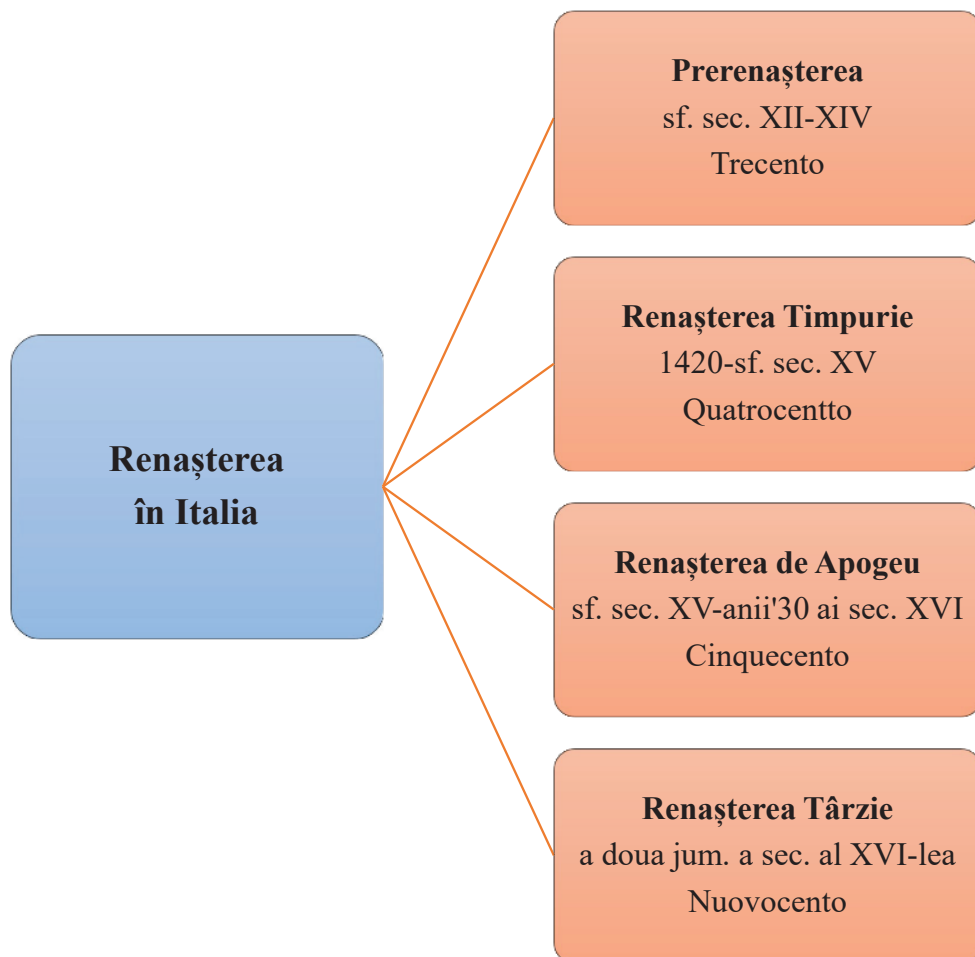 Renașterea
în Italia
Prerenașterea
sf. sec. XII-XIV
Trecento
Renașterea Timpurie
1420-sf. sec. XV
Quatrocentto
Renașterea de Apogeu
sf. sec. XV-anii'30 ai sec. XVI
Cinquecento
Renașterea Târzie
a doua jum. a sec. al XVI-lea
Nuovocento